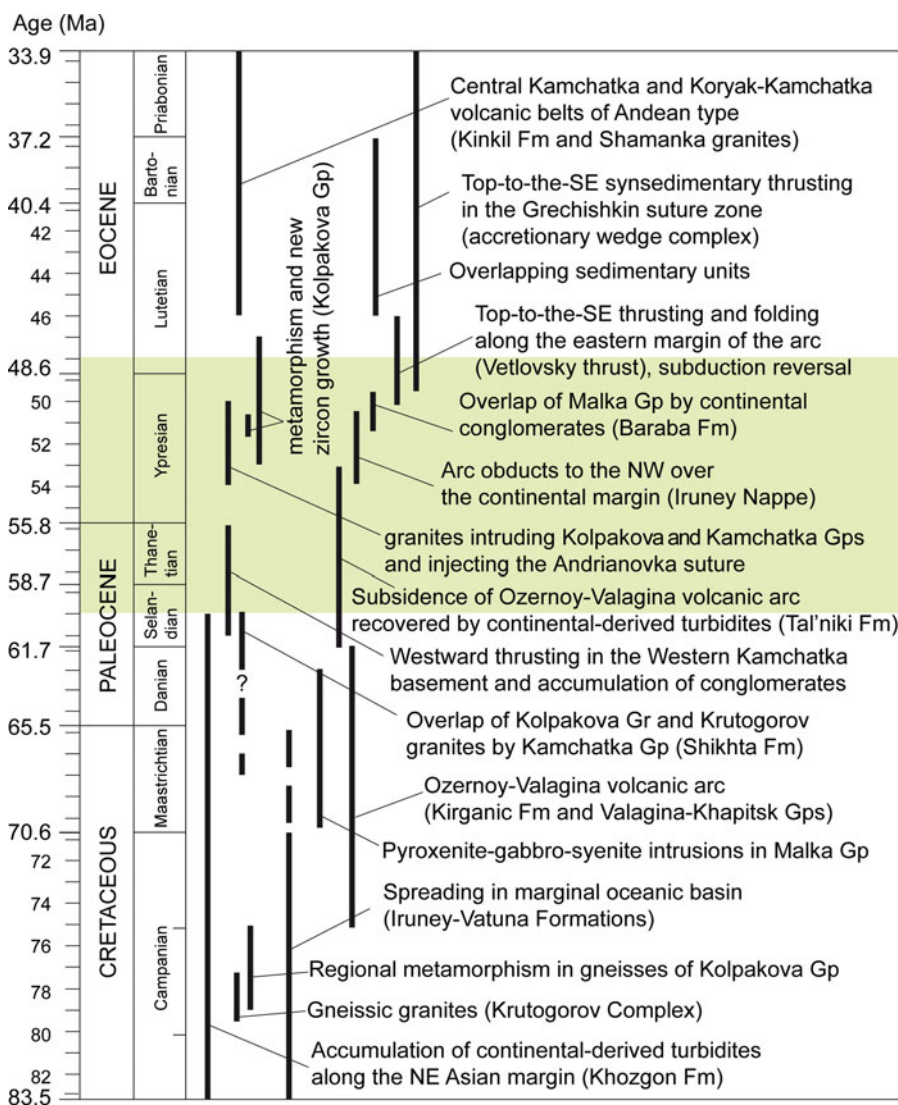 Age (Ma)
33.9
37.2
40.4
42
44
46
48.6
50
52
54
55.8
58.7
61.7
65.5
70.6
72
74
76
78
80
82
83.5
EOCENE
PALEOCENE
CRETACEOUS
Priabonian
Barto-
nian
Lutetian
Ypresian
Thane-
tian
Selan-
dian
Danian
Maastrichtian
Campanian
metamorphism and new
zircon growth (Kolpakova Gp)
?
Central Kamchatka and Koryak-Kamchatka
volcanic belts of Andean type
(Kinkil Fm and Shamanka granites)
Top-to-the-SE synsedimentary thrusting
in the Grechishkin suture zone
(accretionary wedge complex)
Overlapping sedimentary units
Top-to-the-SE thrusting and folding
along the eastern margin of the arc
(Vetlovsky thrust), subduction reversal
Overlap of Malka Gp by continental
conglomerates (Baraba Fm)
Arc obducts to the NW over
the continental margin (Iruney Nappe)
granites intruding Kolpakova and Kamchatka Gps
and injecting the Andrianovka suture
Subsidence of Ozernoy-Valagina volcanic arc
recovered by continental-derived turbidites (Tal'niki Fm)
Westward thrusting in the Western Kamchatka
basement and accumulation of conglomerates
Overlap of Kolpakova Gr and Krutogorov
granites by Kamchatka Gp (Shikhta Fm)
Ozernoy-Valagina volcanic arc
(Kirganic Fm and Valagina-Khapitsk Gps)
Pyroxenite-gabbro-syenite intrusions in Malka Gp
Spreading in marginal oceanic basin
(Iruney-Vatuna Formations)
Regional metamorphism in gneisses of Kolpakova Gp
Gneissic granites (Krutogorov Complex)
Accumulation of continental-derived turbidites
along the NE Asian margin (Khozgon Fm)